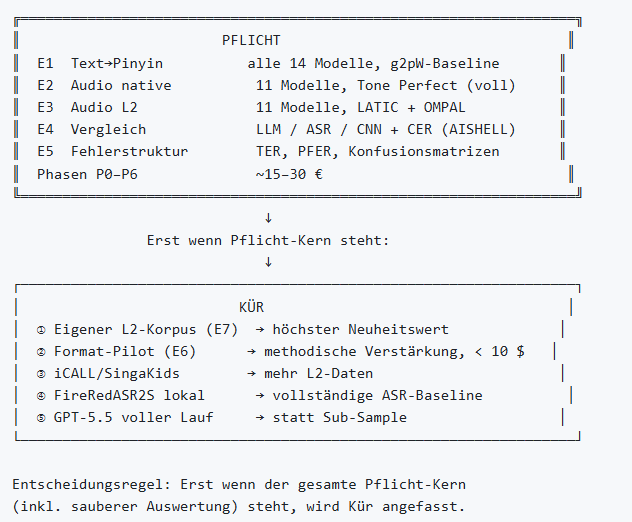 PFLICHT
E1 Text→Pinyin alle 14 Modelle, g2pW-Baseline
E2 Audio native 11 Modelle, Tone Perfect (voll)
E3 Audio L2 11 Modelle, LATIC + OMPAL
E4 Vergleich LLM / ASR / CNN + CER (AISHELL)
E5 Fehlerstruktur TER, PFER, Konfusionsmatrizen
Phasen P0–P6 ~15–30 €
↓
Erst wenn Pflicht-Kern steht:
↓
KÜR
① Eigener L2-Korpus (E7) → höchster Neuheitswert
② Format-Pilot (E6) → methodische Verstärkung, < 10 $
③ iCALL/SingaKids → mehr L2-Daten
④ FireRedASR2S lokal → vollständige ASR-Baseline
⑤ GPT-5.5 voller Lauf → statt Sub-Sample
Entscheidungsregel: Erst wenn der gesamte Pflicht-Kern
(inkl. sauberer Auswertung) steht, wird Kür angefasst.